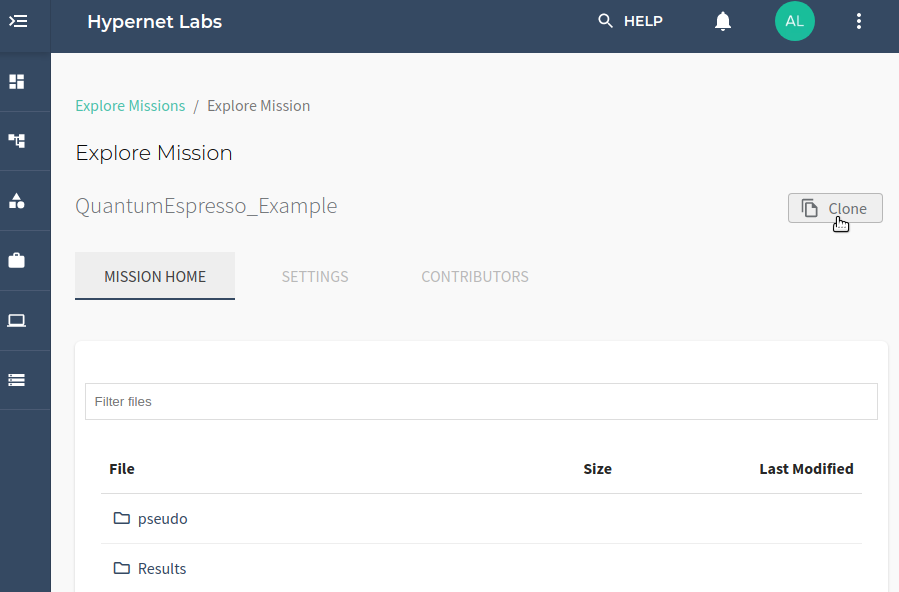 Hypernet Labs
HELP
AL
Explore Missions / Explore Mission
Explore Mission
QuantumEspresso_Example
Clone
MISSION HOME
SETTINGS
CONTRIBUTORS
Filter files
File Size Last Modified
pseudo
Results